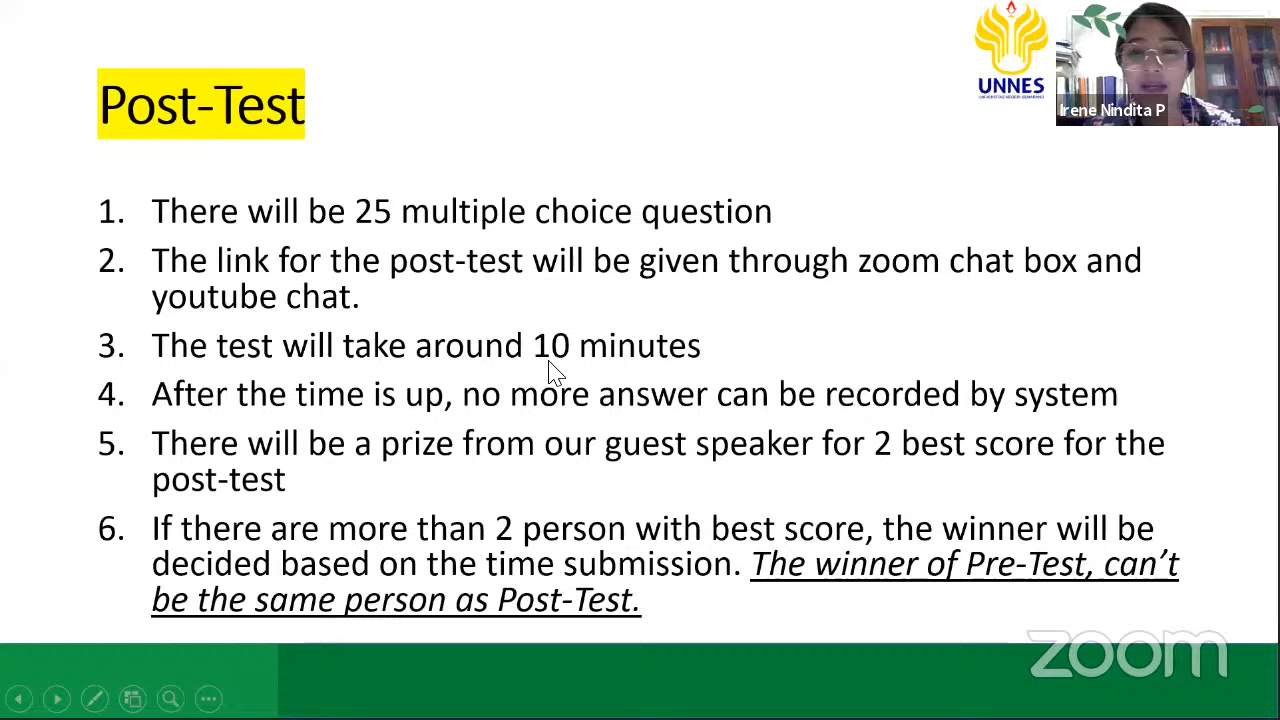 UNNES
UNIVERSITAS NEGERI SEMARANG
Irene Nindita P
Post-Test
1. There will be 25 multiple choice question
2. The link for the post-test will be given through zoom chat box and
youtube chat.
3. The test will take around 10 minutes
4. After the time is up, no more answer can be recorded by system
5. There will be a prize from our guest speaker for 2 best score for the
post-test
6. If there are more than 2 person with best score, the winner will be
decided based on the time submission. The winner of Pre-Test, can't
be the same person as Post-Test.
zoom